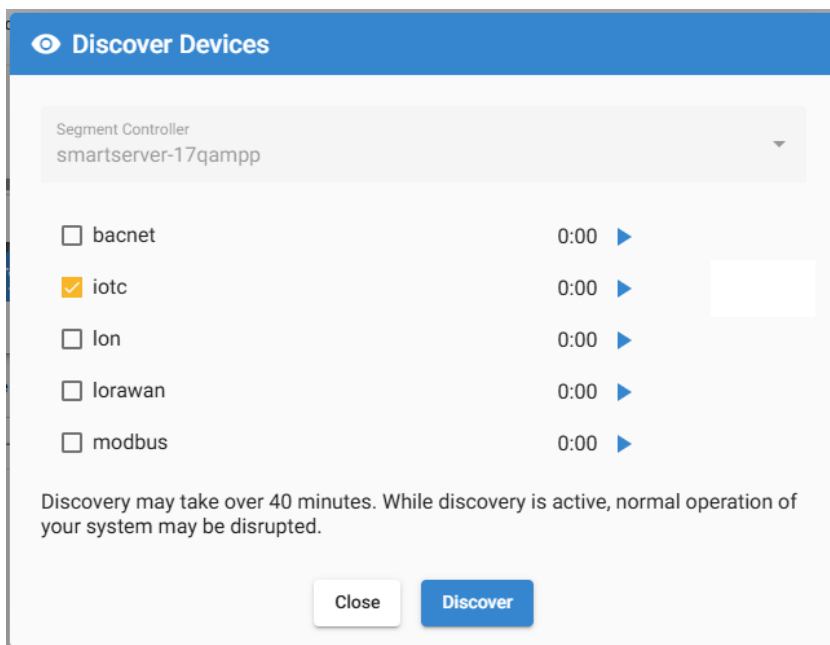 Discover Devices
Segment Controller
smartserver-17qampp
bacnet 0:00
iotc 0:00
lon 0:00
lorawan 0:00
modbus 0:00
Discovery may take over 40 minutes. While discovery is active, normal operation of
your system may be disrupted.
Close Discover